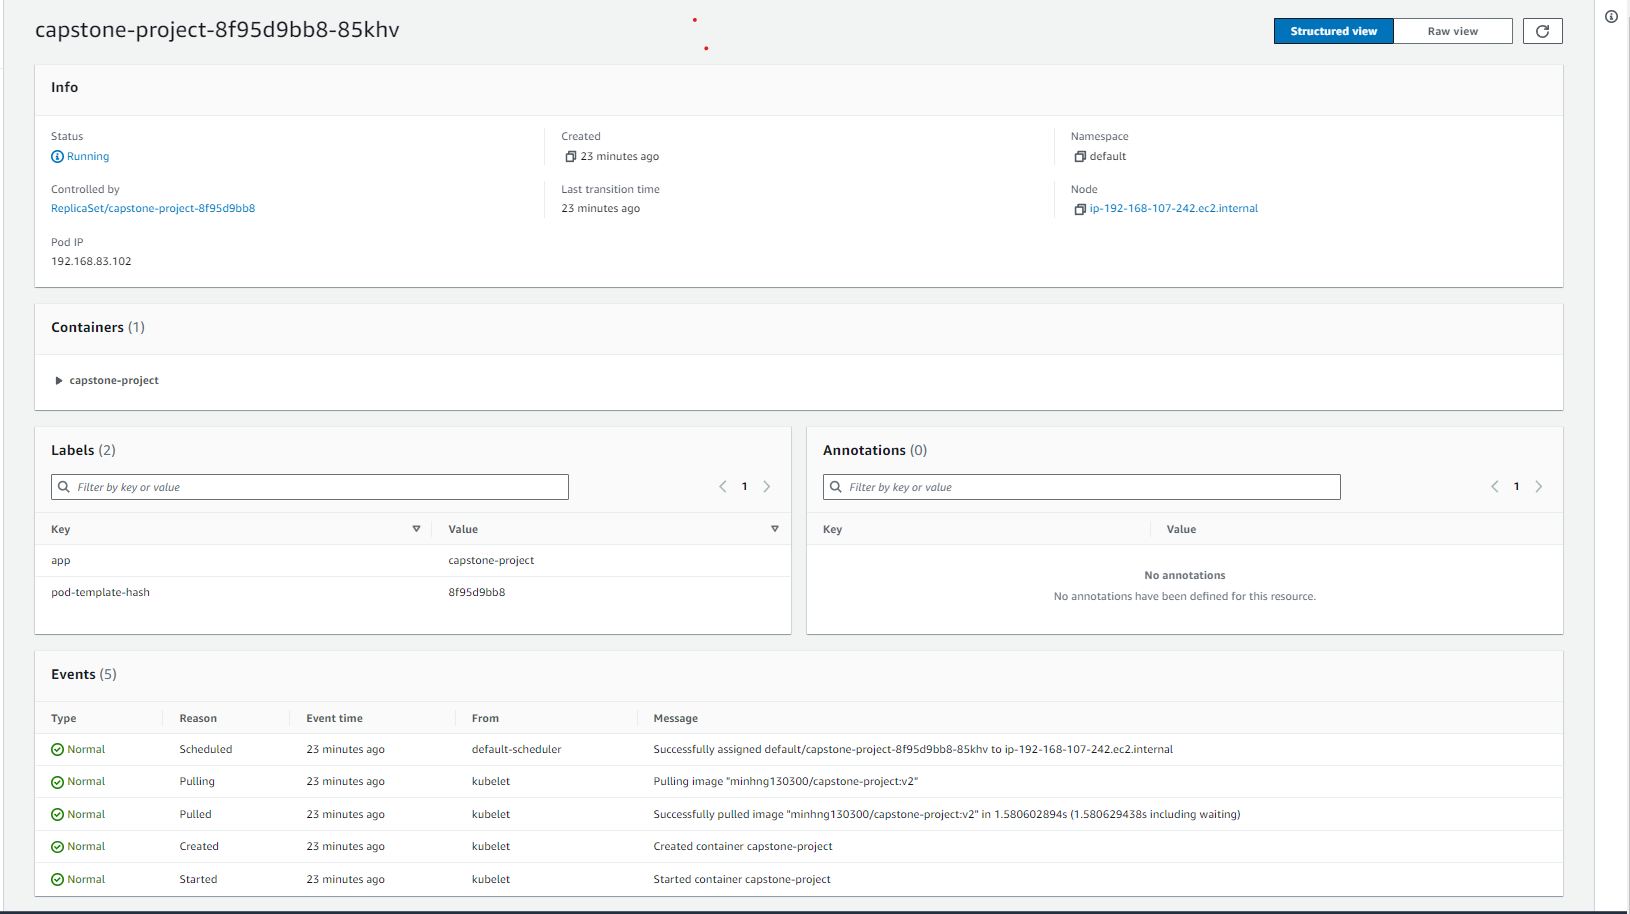 capstone-project-8f95d9bb8-85khv
Structured view Raw view
Info
Status Created Namespace
Running 23 minutes ago default
Controlled by Last transition time Node
ReplicaSet/capstone-project-8f95d9bb8 23 minutes ago ip-192-168-107-242.ec2.internal
Pod IP
192.168.83.102
Containers (1)
capstone-project
Labels (2)
Filter by key or value 1
Key Value
app capstone-project
pod-template-hash 8f95d9bb8
Annotations (0)
Filter by key or value 1
Key Value
No annotations
No annotations have been defined for this resource.
Events (5)
Type Reason Event time From Message
Normal Scheduled 23 minutes ago default-scheduler Successfully assigned default/capstone-project-8f95d9bb8-85khv to ip-192-168-107-242.ec2.internal
Normal Pulling 23 minutes ago kubelet Pulling image "minhng130300/capstone-project:v2"
Normal Pulled 23 minutes ago kubelet Successfully pulled image "minhng130300/capstone-project:v2" in 1.580602894s (1.580629438s including waiting)
Normal Created 23 minutes ago kubelet Created container capstone-project
Normal Started 23 minutes ago kubelet Started container capstone-project